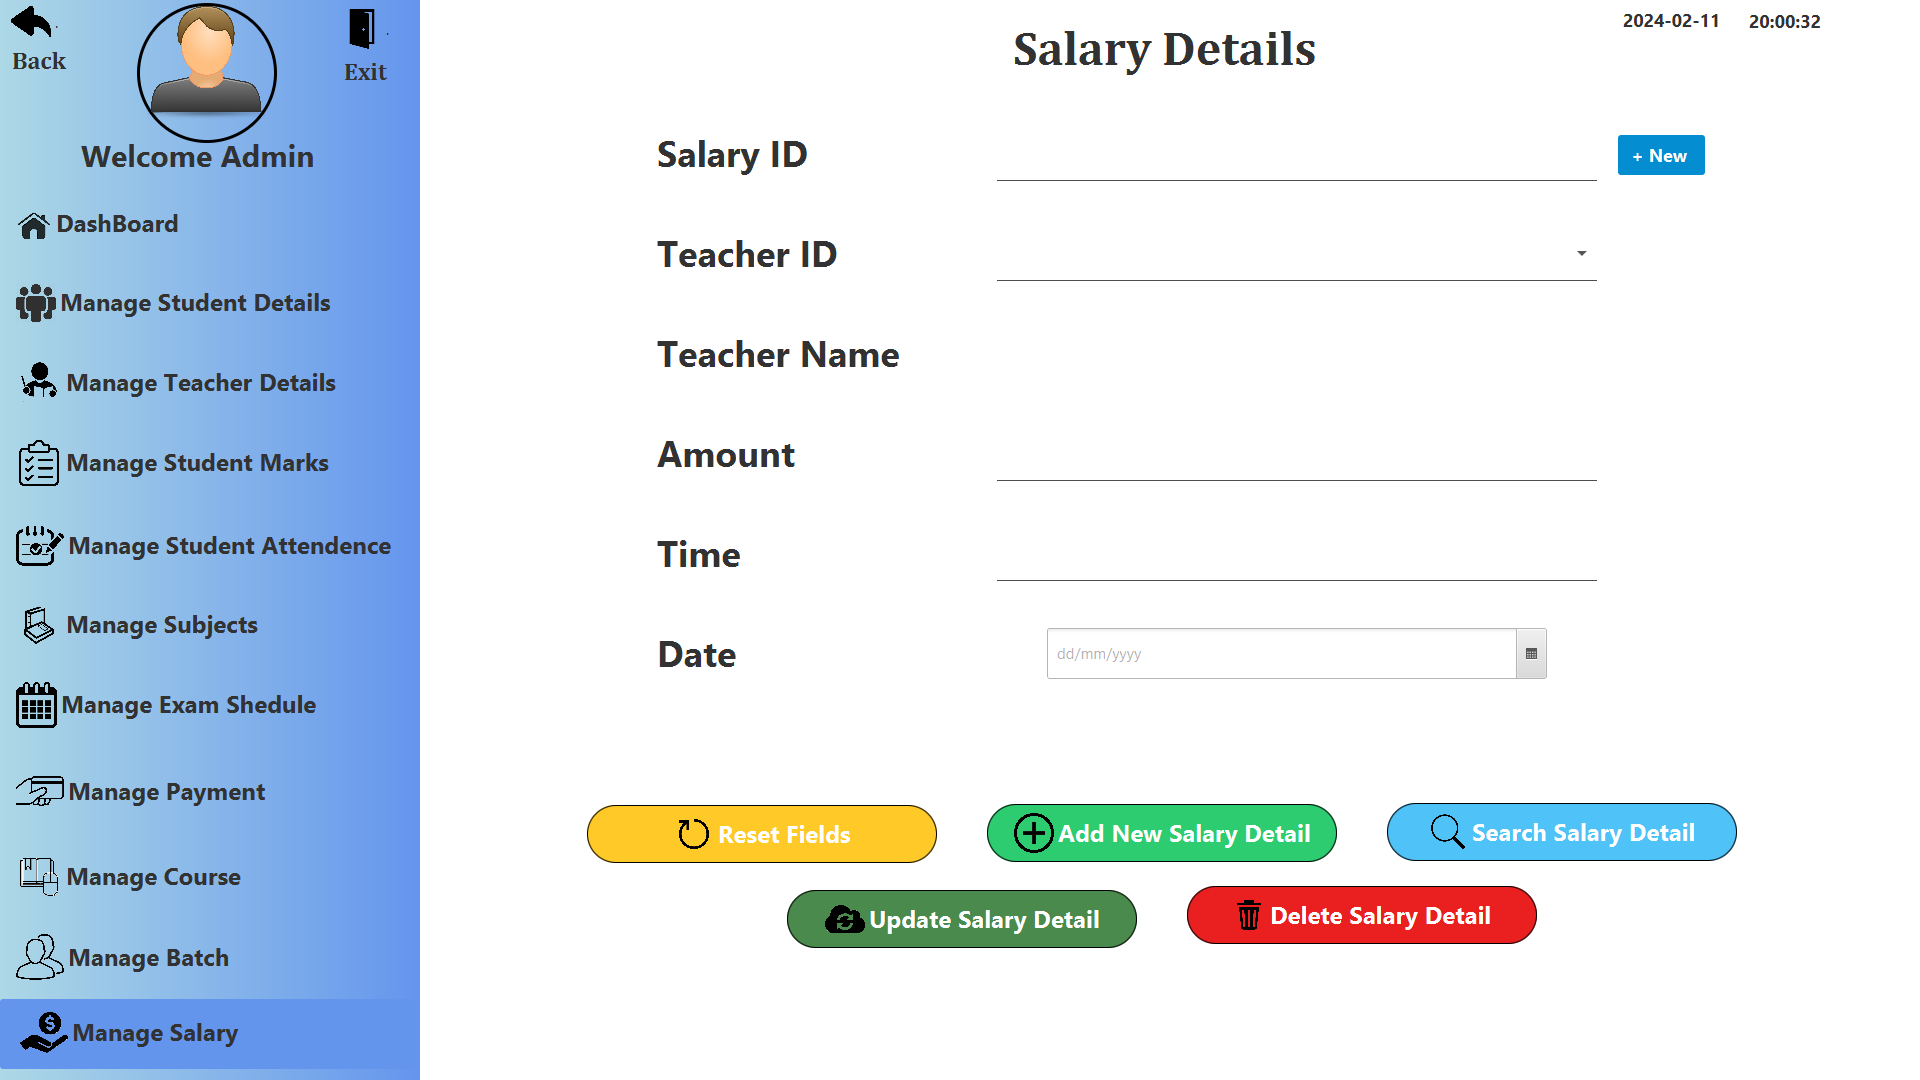 Back
Exit
Welcome Admin
DashBoard
Manage Student Details
Manage Teacher Details
Manage Student Marks
Manage Student Attendence
Manage Subjects
Manage Exam Shedule
Manage Payment
Manage Course
Manage Batch
Manage Salary
Salary Details
2024-02-11 20:00:32
Salary ID
+ New
Teacher ID
Teacher Name
Amount
Time
Date
dd/mm/yyyy
Reset Fields
Add New Salary Detail
Search Salary Detail
Update Salary Detail
Delete Salary Detail